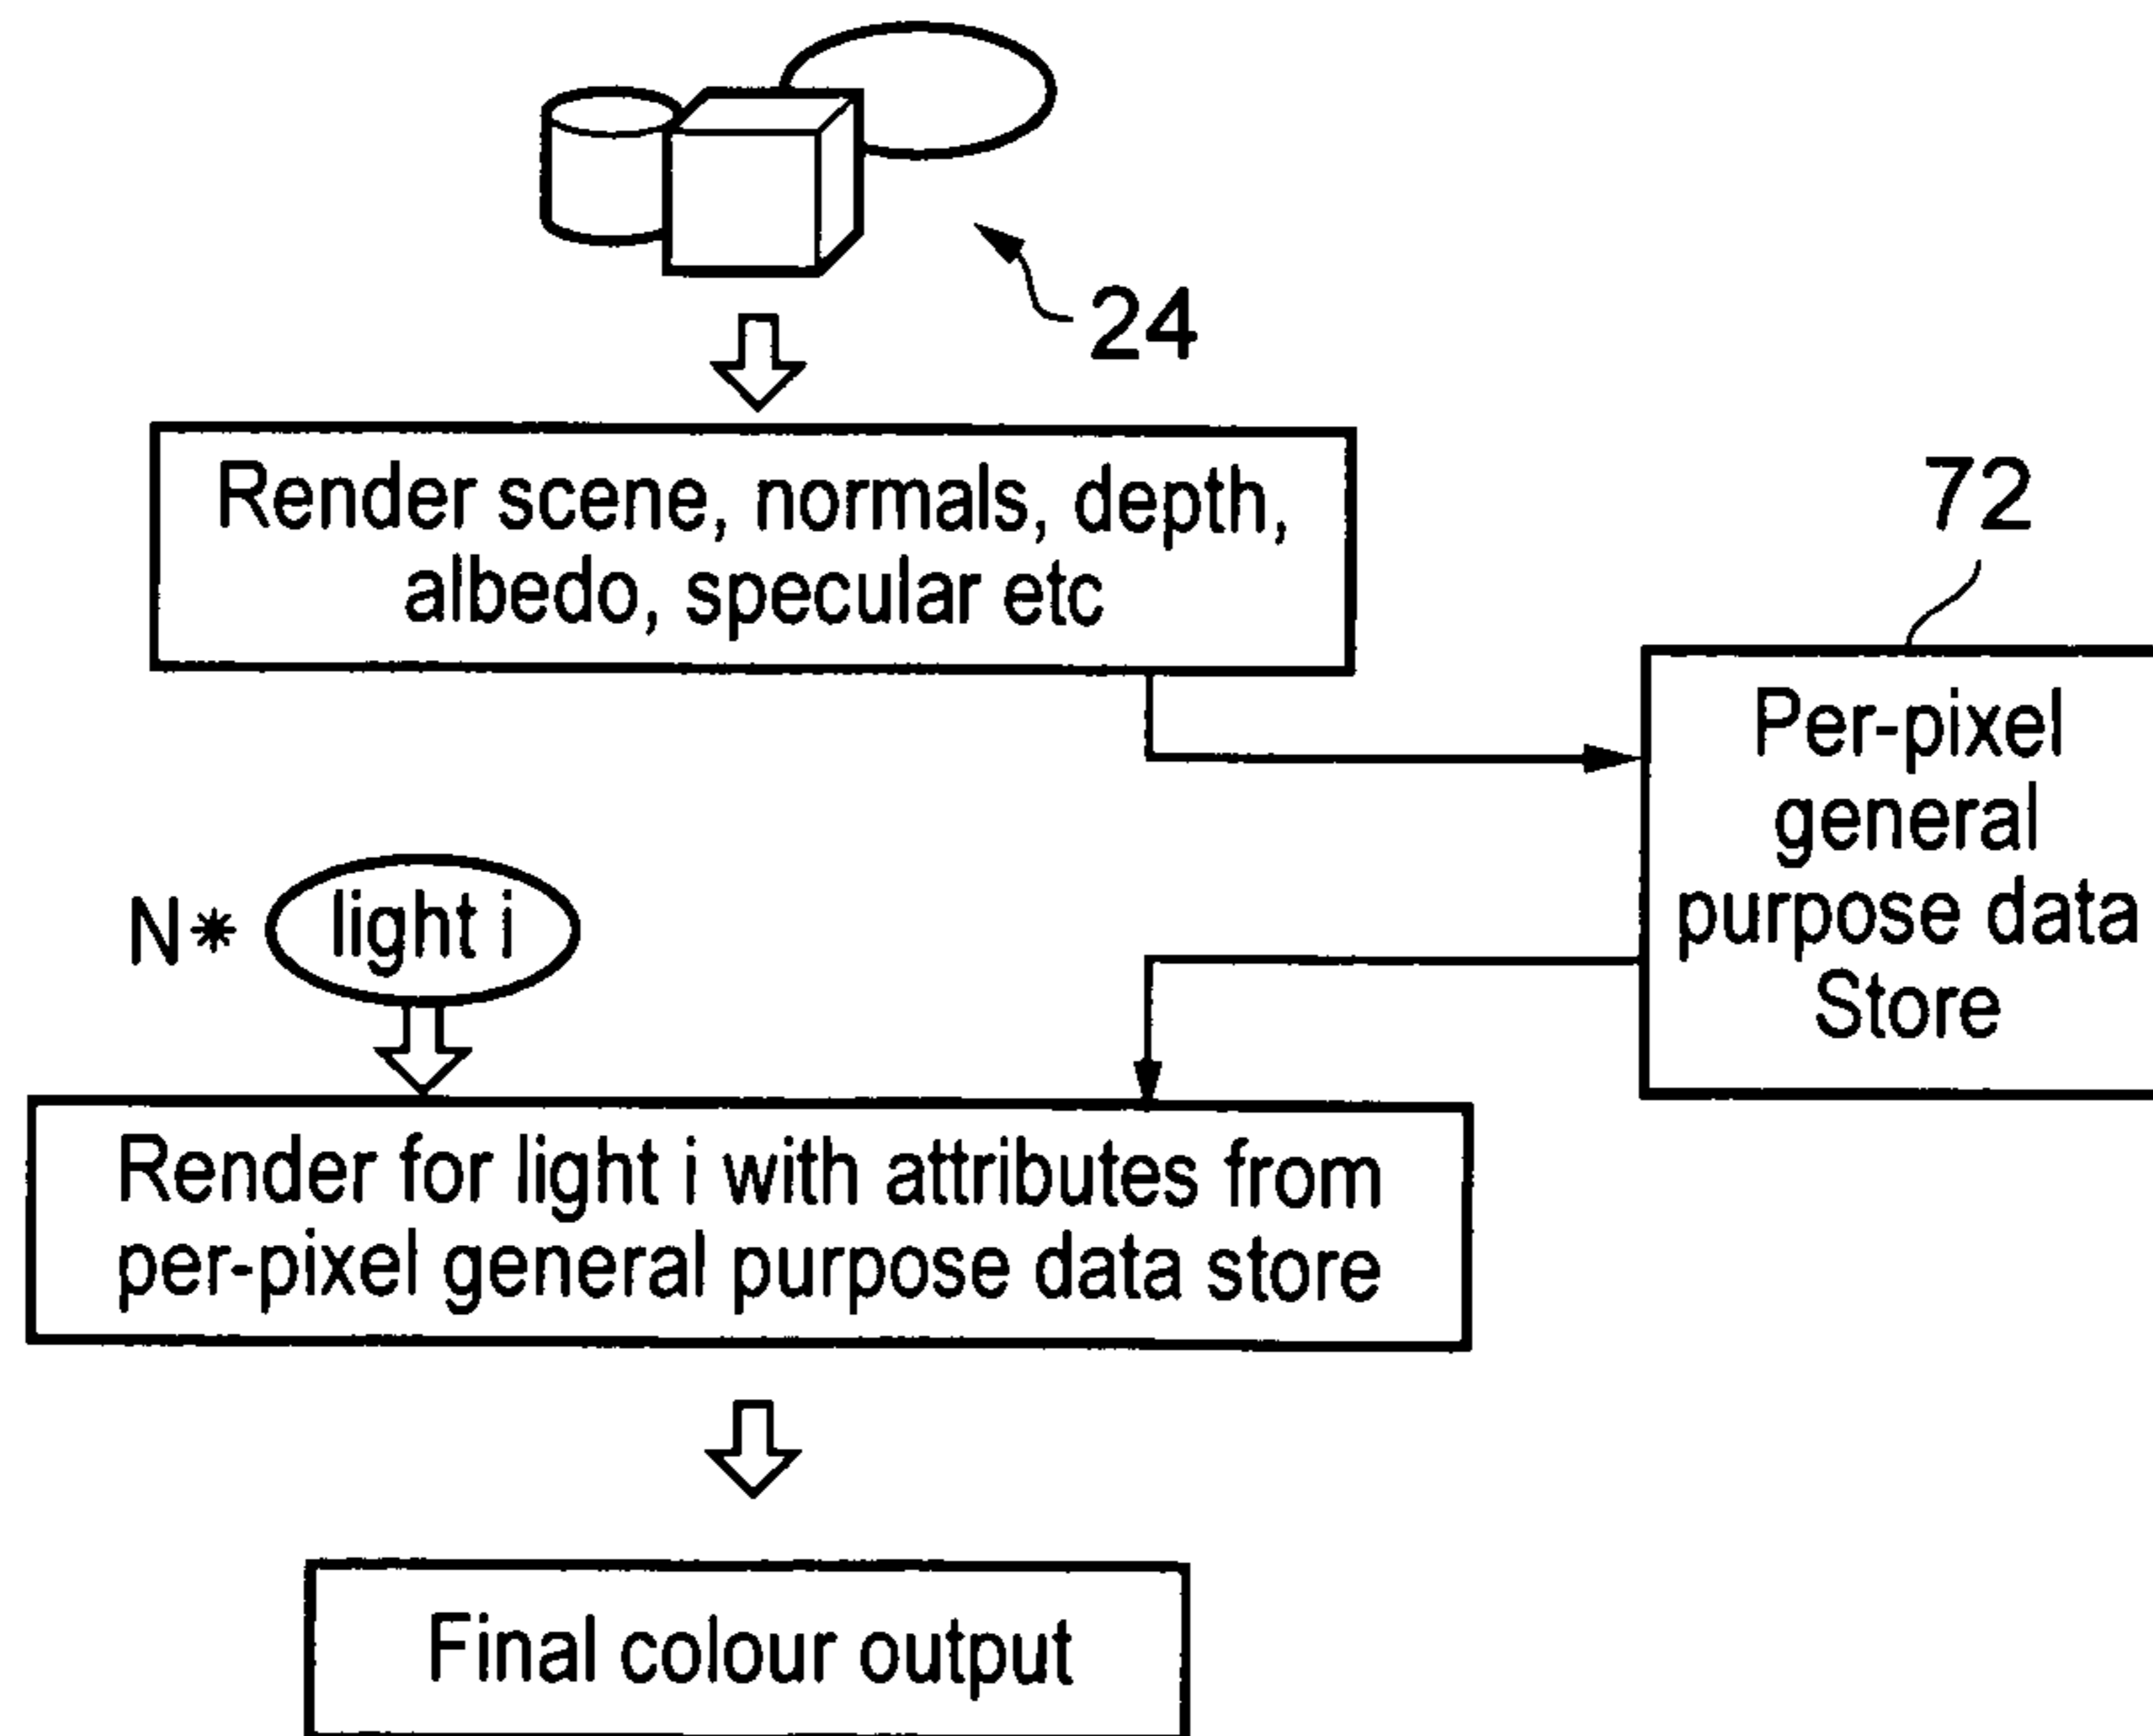 24
Render scene, normals, depth,
albedo, specular etc
72
Per-pixel
general
purpose data
Store
N* light i
Render for light i with attributes from
per-pixel general purpose data store
Final colour output